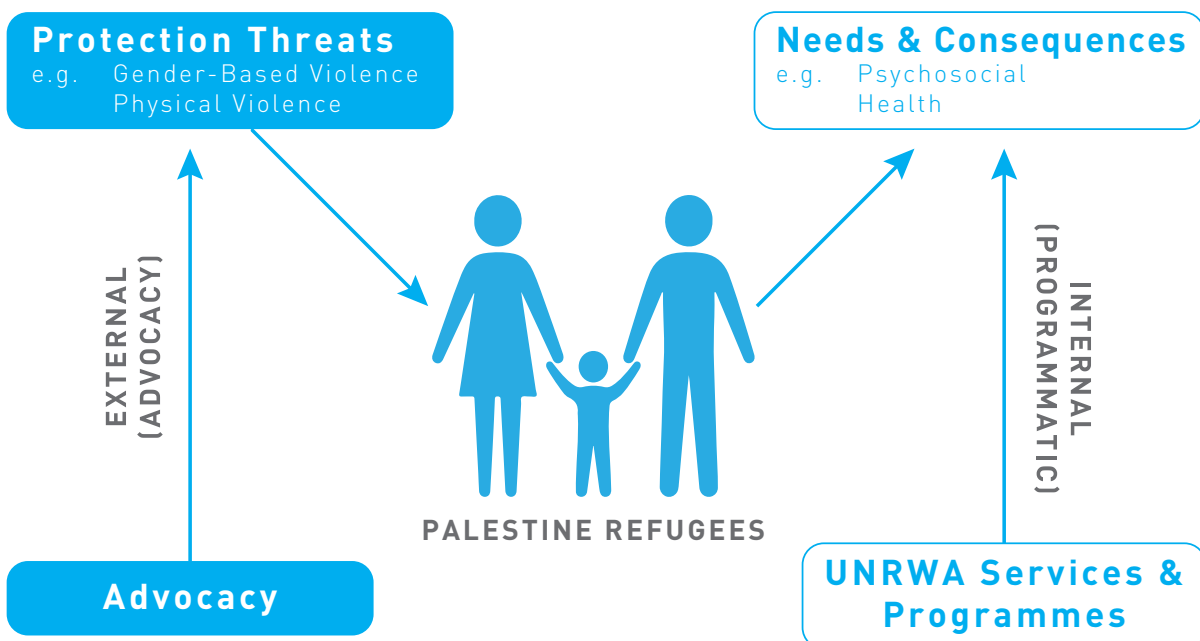 Protection Threats
e.g. Gender-Based Violence
Physical Violence
Needs & Consequences
e.g. Psychosocial
Health
EXTERNAL
(ADVOCACY)
INTERNAL
(PROGRAMMATIC)
PALESTINE REFUGEES
Advocacy
UNRWA Services &
Programmes